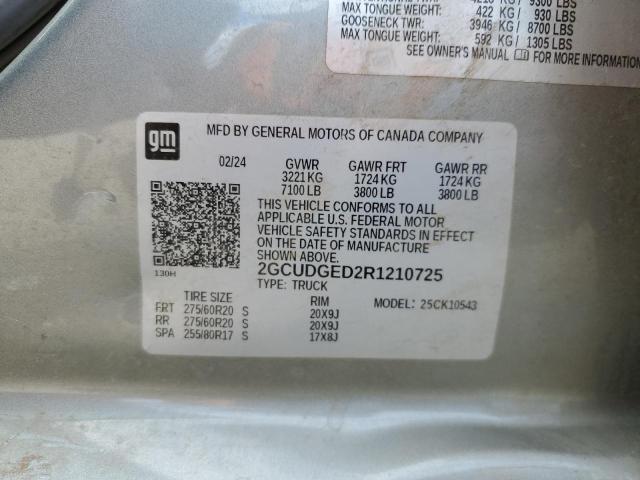 4218 KG / 9300 LBS
MAX TONGUE WEIGHT: 422 KG / 930 LBS
GOOSENECK TWR: 3946 KG / 8700 LBS
MAX TONGUE WEIGHT: 592 KG / 1305 LBS
SEE OWNER'S MANUAL FOR MORE INFORMATION
gm
MFD BY GENERAL MOTORS OF CANADA COMPANY
02/24 GVWR GAWR FRT GAWR RR
3221 KG 1724 KG 1724 KG
7100 LB 3800 LB 3800 LB
THIS VEHICLE CONFORMS TO ALL
APPLICABLE U.S. FEDERAL MOTOR
VEHICLE SAFETY STANDARDS IN EFFECT
ON THE DATE OF MANUFACTURE
SHOWN ABOVE.
130H
2GCUDGED2R1210725
TYPE: TRUCK
TIRE SIZE RIM MODEL: 25CK10543
FRT 275/60R20 S 20X9J
RR 275/60R20 S 20X9J
SPA 255/80R17 S 17X8J